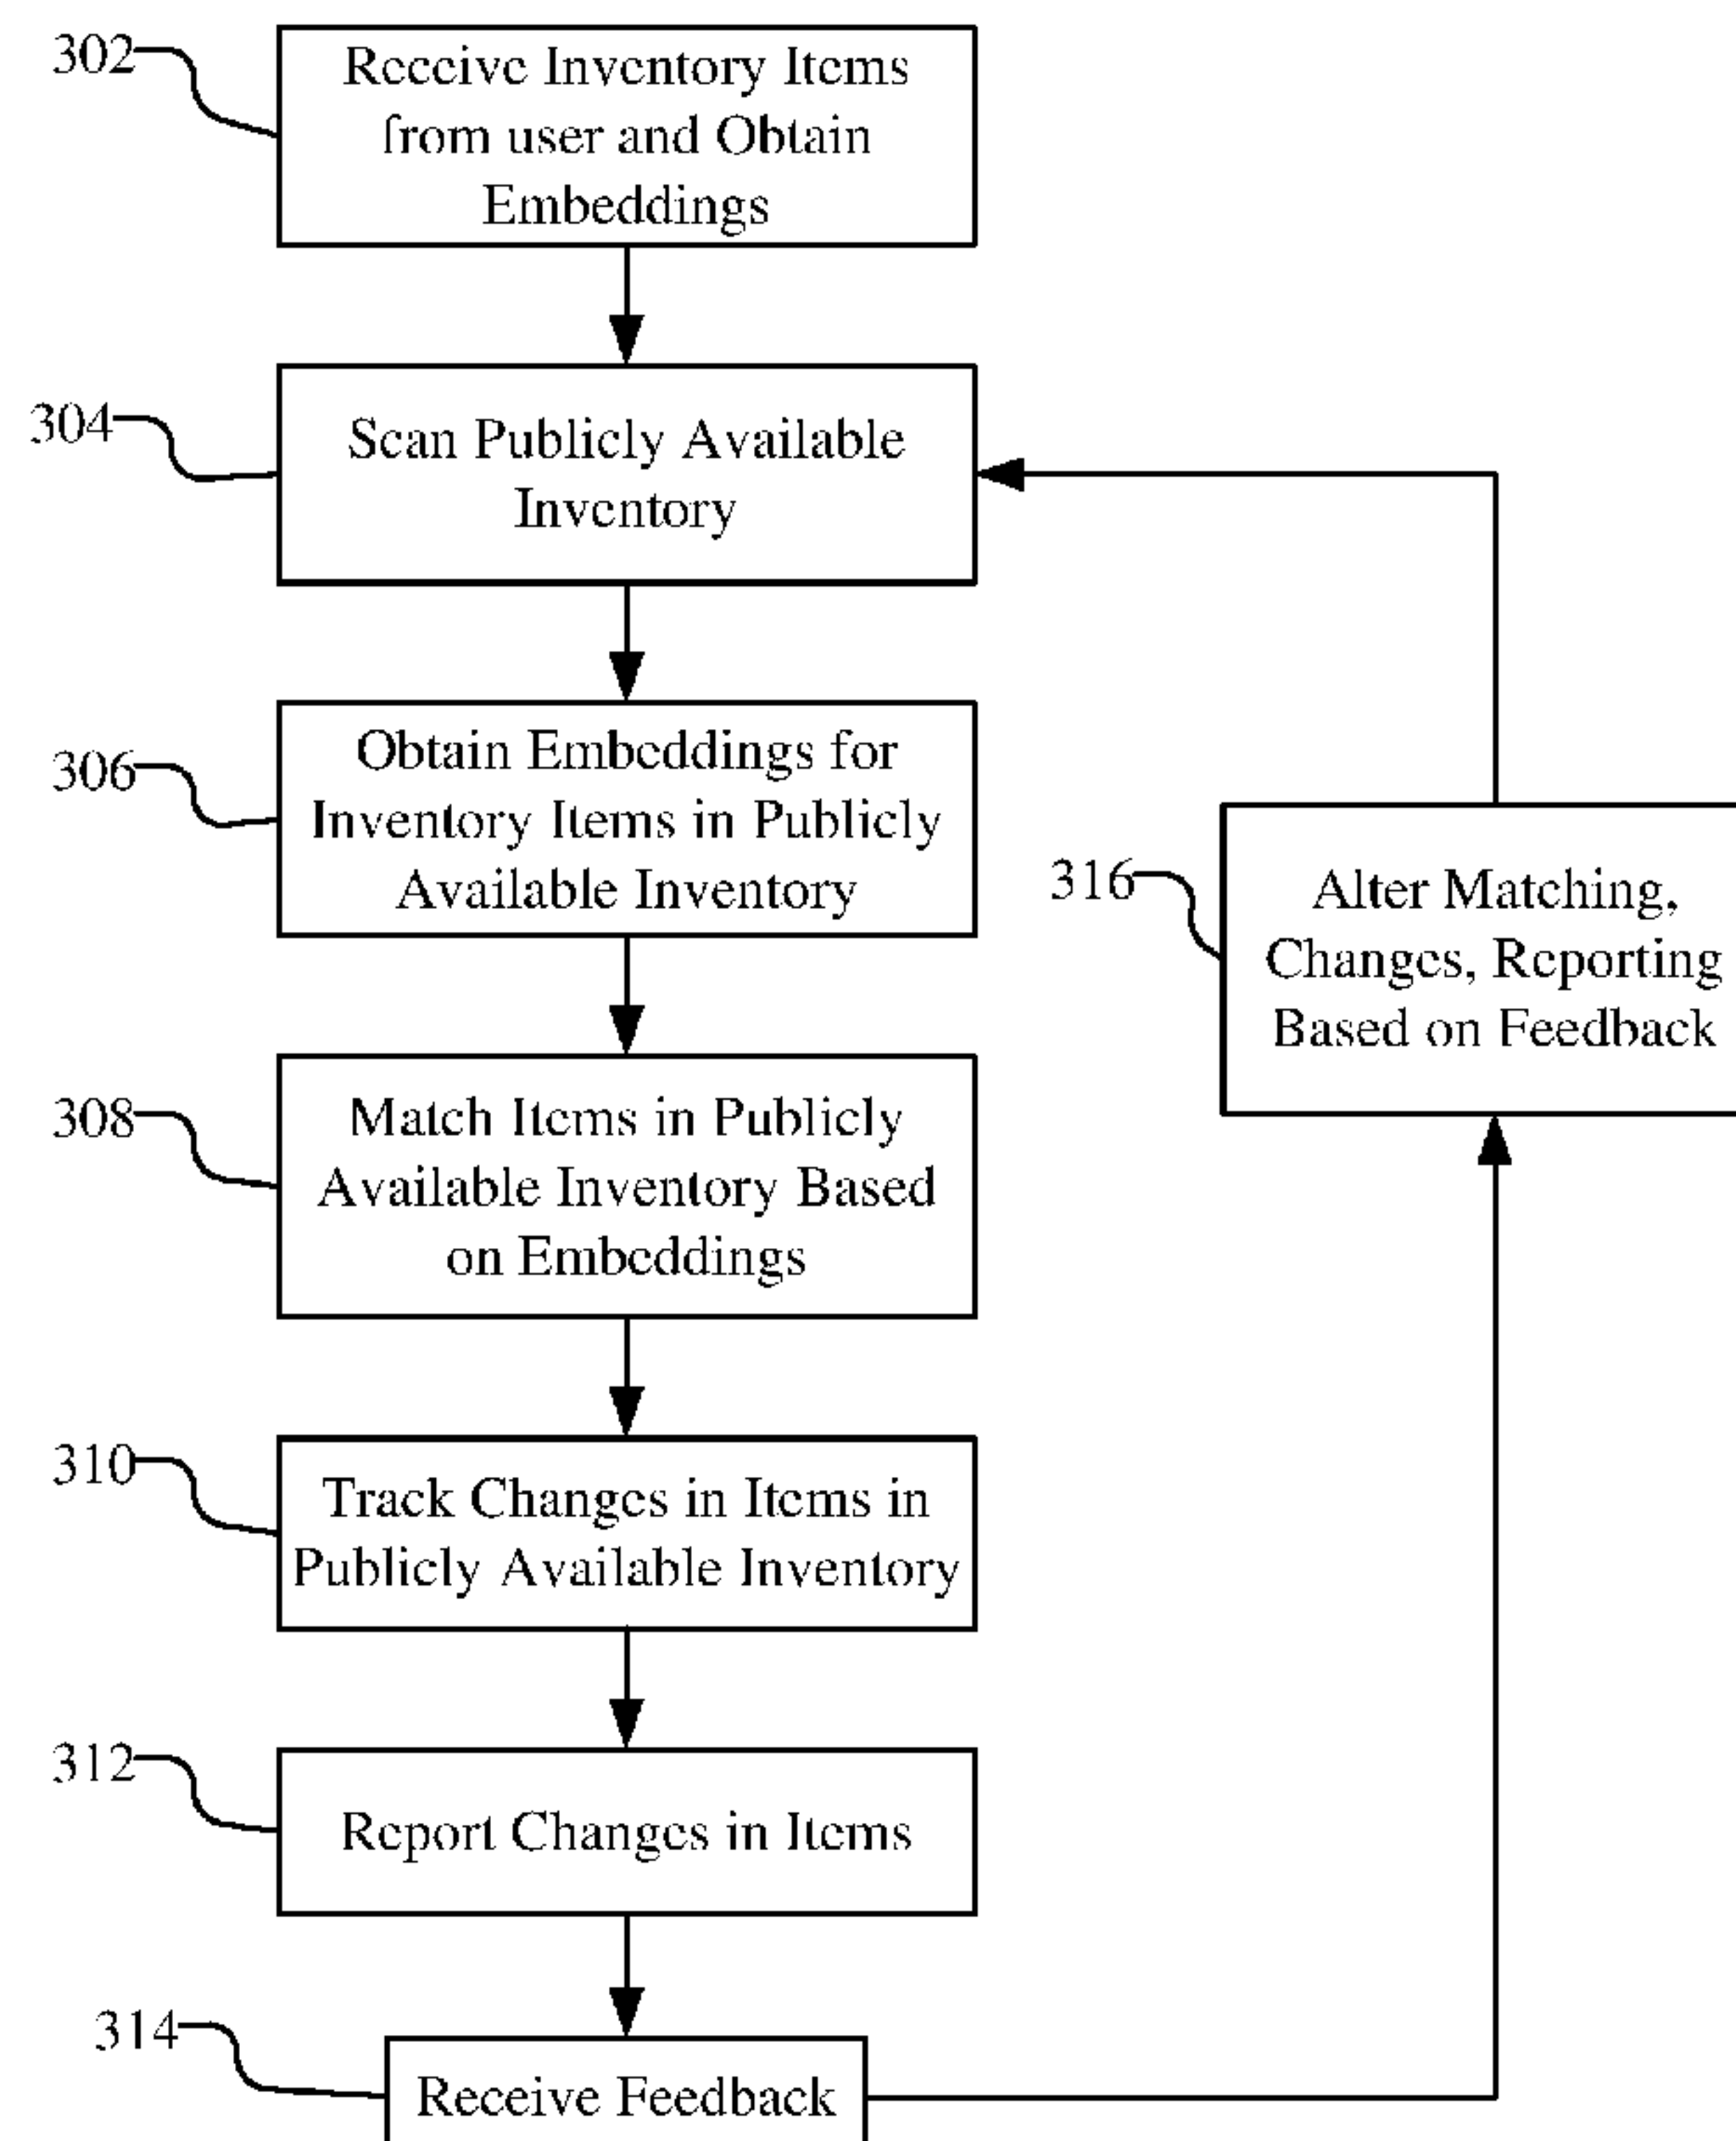 302
Receive Inventory Items
from user and Obtain
Embeddings
304
Scan Publicly Available
Inventory
306
Obtain Embeddings for
Inventory Items in Publicly
Available Inventory
316
Alter Matching,
Changes, Reporting
Based on Feedback
308
Match Items in Publicly
Available Inventory Based
on Embeddings
310
Track Changes in Items in
Publicly Available Inventory
312
Report Changes in Items
314
Receive Feedback